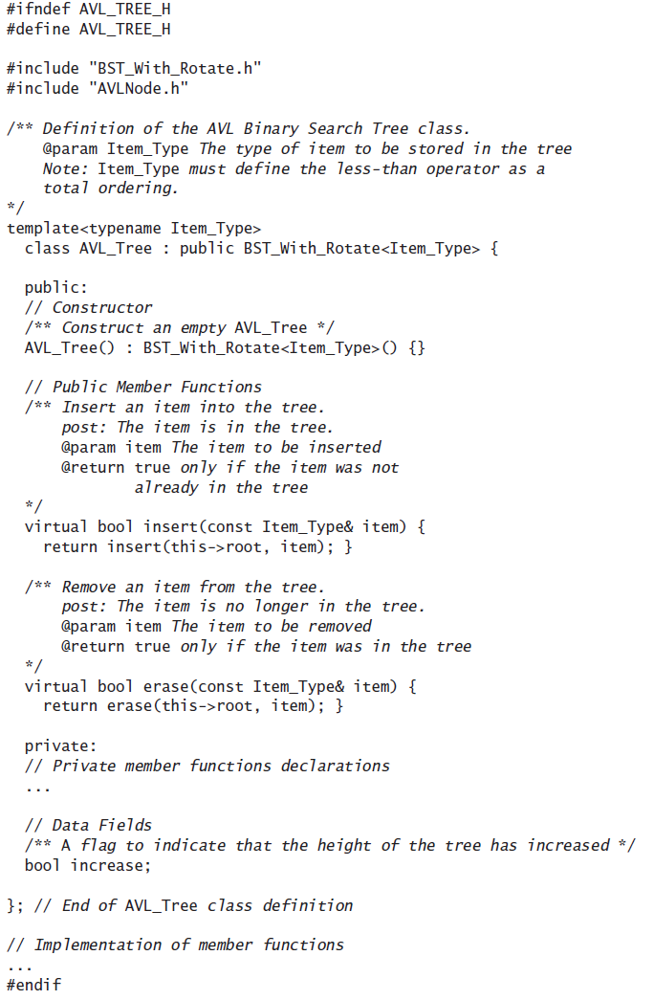 #ifndef AVL_TREE_H
#define AVL_TREE_H

#include "BST_With_Rotate.h"
#include "AVLNode.h"

/** Definition of the AVL Binary Search Tree class.
    @param Item_Type The type of item to be stored in the tree
    Note: Item_Type must define the less-than operator as a
    total ordering.
*/
template<typename Item_Type>
  class AVL_Tree : public BST_With_Rotate<Item_Type> {

  public:
  // Constructor
  /** Construct an empty AVL_Tree */
  AVL_Tree() : BST_With_Rotate<Item_Type>() {}

  // Public Member Functions
  /** Insert an item into the tree.
      post: The item is in the tree.
      @param item The item to be inserted
      @return true only if the item was not
              already in the tree
  */
  virtual bool insert(const Item_Type& item) {
    return insert(this->root, item); }

  /** Remove an item from the tree.
      post: The item is no longer in the tree.
      @param item The item to be removed
      @return true only if the item was in the tree
  */
  virtual bool erase(const Item_Type& item) {
    return erase(this->root, item); }

  private:
  // Private member functions declarations
  ...

  // Data Fields
  /** A flag to indicate that the height of the tree has increased */
  bool increase;

}; // End of AVL_Tree class definition

// Implementation of member functions
...
#endif